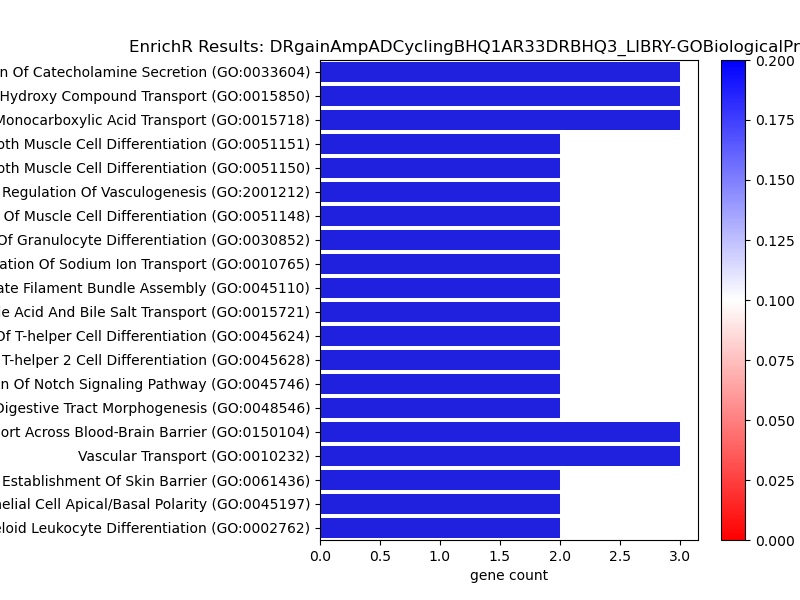 EnrichR Results: DRgainAmpADCyclingBHQ1AR33DRBHQ3_LIBRY-GOBiologicalPr
n Of Catecholamine Secretion (GO:0033604)
Hydroxy Compound Transport (GO:0015850)
Monocarboxylic Acid Transport (GO:0015718)
oth Muscle Cell Differentiation (GO:0051151)
oth Muscle Cell Differentiation (GO:0051150)
Regulation Of Vasculogenesis (GO:2001212)
Of Muscle Cell Differentiation (GO:0051148)
Of Granulocyte Differentiation (GO:0030852)
ation Of Sodium Ion Transport (GO:0010765)
ate Filament Bundle Assembly (GO:0045110)
le Acid And Bile Salt Transport (GO:0015721)
Of T-helper Cell Differentiation (GO:0045624)
T-helper 2 Cell Differentiation (GO:0045628)
n Of Notch Signaling Pathway (GO:0045746)
Digestive Tract Morphogenesis (GO:0048546)
ort Across Blood-Brain Barrier (GO:0150104)
Vascular Transport (GO:0010232)
Establishment Of Skin Barrier (GO:0061436)
helial Cell Apical/Basal Polarity (GO:0045197)
eloid Leukocyte Differentiation (GO:0002762)
0.0 0.5 1.0 1.5 2.0 2.5 3.0
gene count
0.200
0.175
0.150
0.125
0.100
0.075
0.050
0.025
0.000